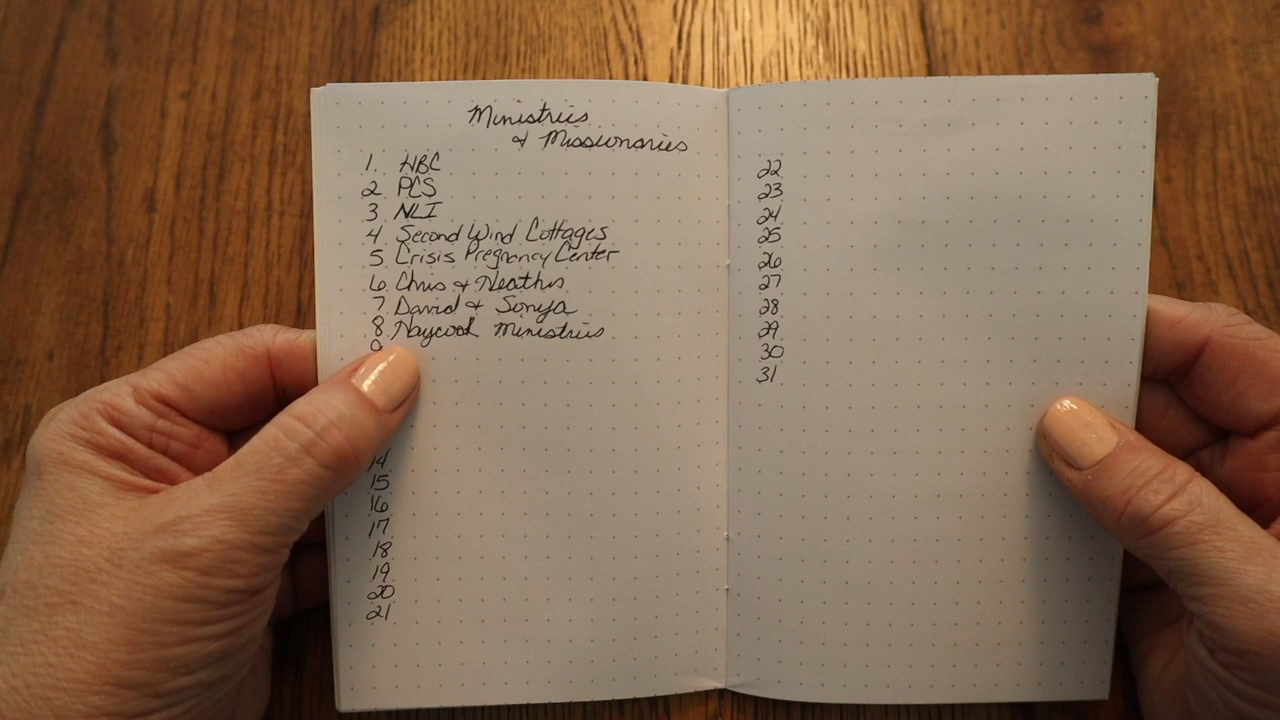 Ministries
& Missionaries
1. HBC
2 PCS
3 NLI
4 Second Wind Cottages
5 Crisis Pregnancy Center
6 Chris & Heather
7 David & Sonya
8 Haycock Ministries
14
15
16
17
18
19
20
21
22
23
24
25
26
27
28
29
30
31